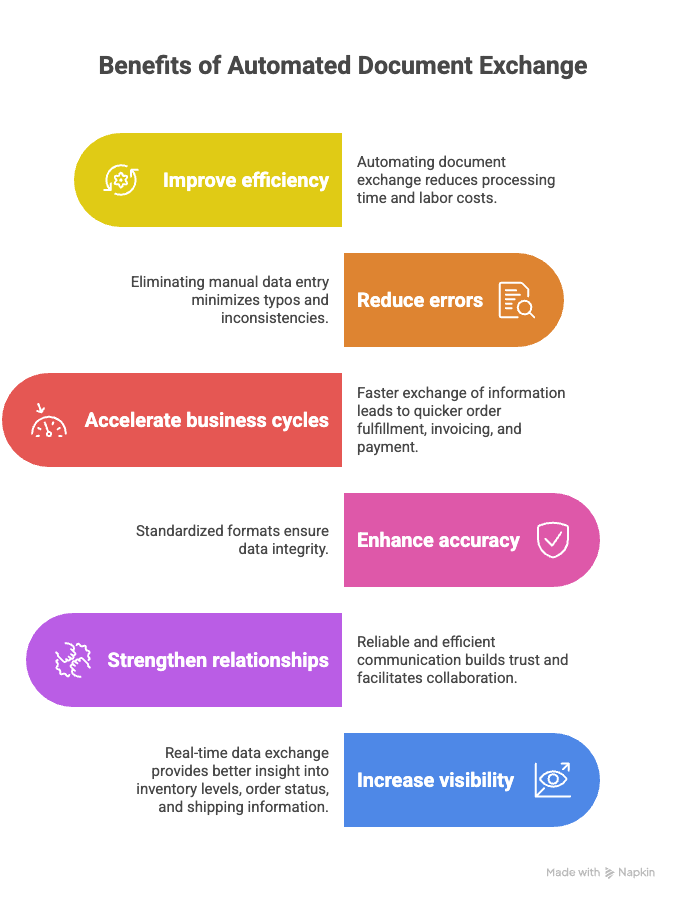 Benefits of Automated Document Exchange
Improve efficiency
Automating document
exchange reduces processing
time and labor costs.
Eliminating manual data entry
minimizes typos and
inconsistencies.
Reduce errors
Accelerate business cycles
Faster exchange of information
leads to quicker order
fulfillment, invoicing, and
payment.
Standardized formats ensure
data integrity.
Enhance accuracy
Strengthen relationships
Reliable and efficient
communication builds trust and
facilitates collaboration.
Real-time data exchange
provides better insight into
inventory levels, order status,
and shipping information.
Increase visibility
Made with Napkin